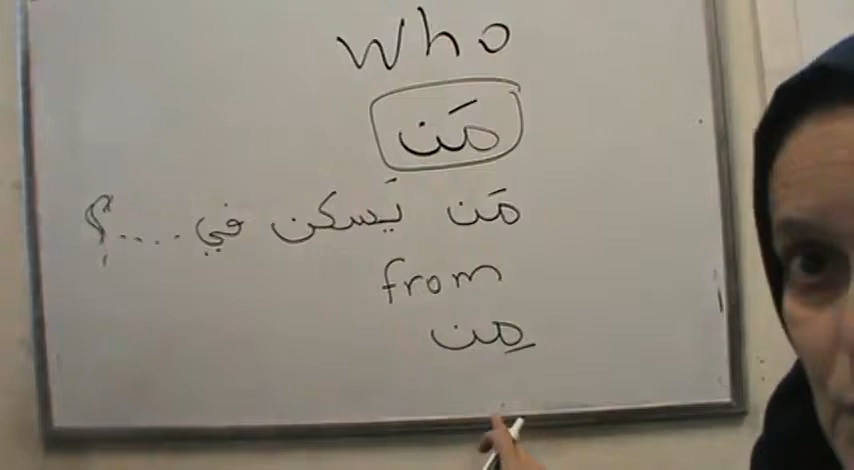 Who
مَن
مَن يَسكن في ....؟
from
مِن